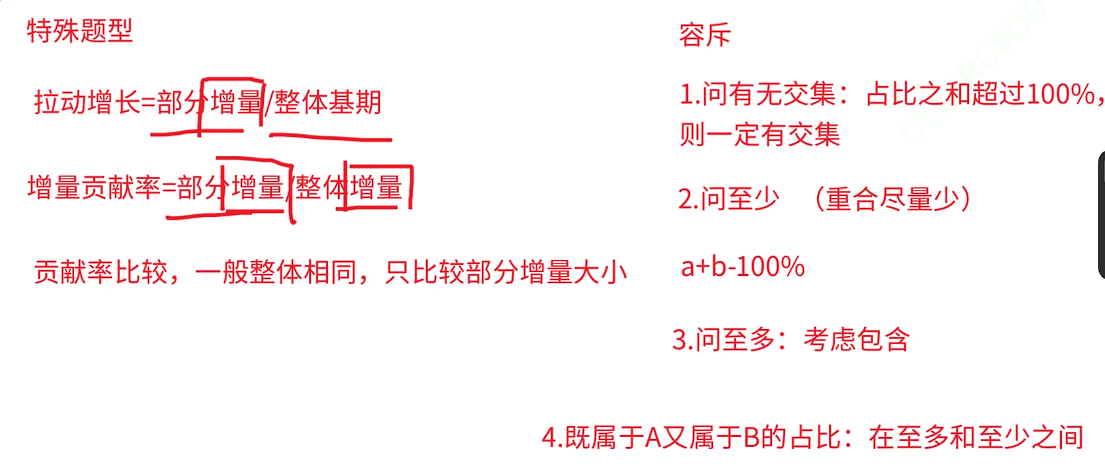 特殊题型
拉动增长=部分增量/整体基期
增量贡献率=部分增量/整体增量
贡献率比较，一般整体相同，只比较部分增量大小
容斥
1.问有无交集：占比之和超过100%，
则一定有交集
2.问至少 （重合尽量少）
a+b-100%
3.问至多：考虑包含
4.既属于A又属于B的占比：在至多和至少之间